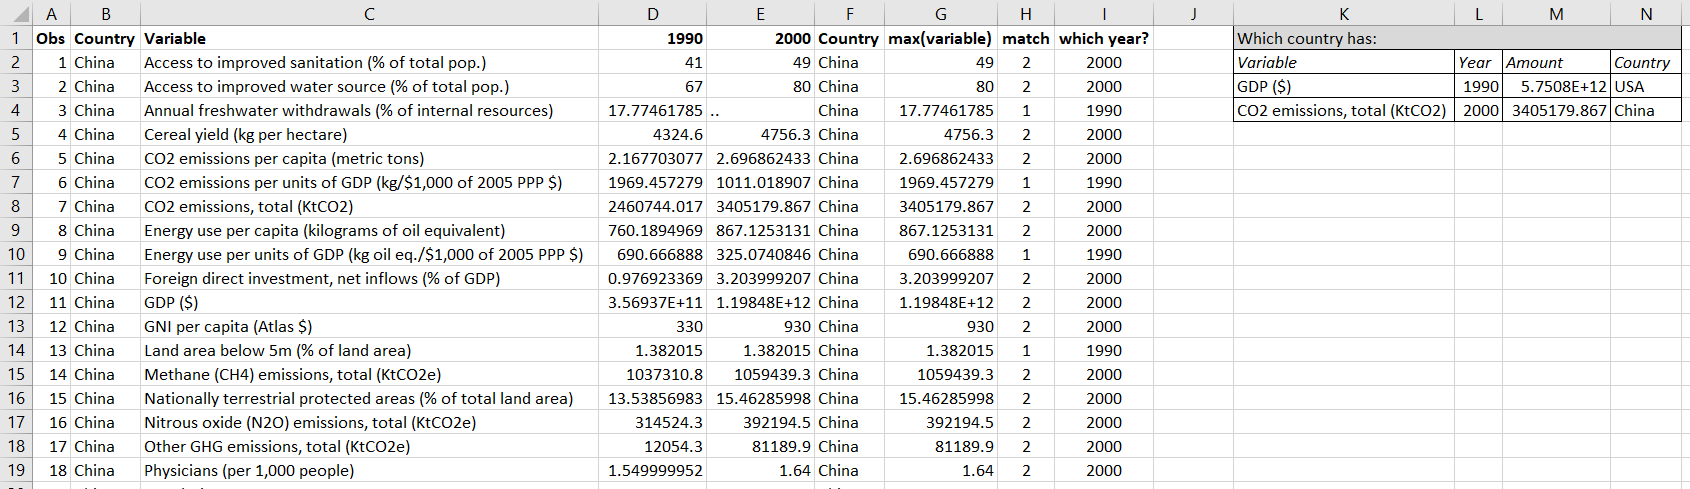 A B C D E F G H I J K L M N
1 Obs Country Variable 1990 2000 Country max(variable) match which year? Which country has:
2 1 China Access to improved sanitation (% of total pop.) 41 49 China 49 2 2000 Variable Year Amount Country
3 2 China Access to improved water source (% of total pop.) 67 80 China 80 2 2000 GDP ($) 1990 5.7508E+12 USA
4 3 China Annual freshwater withdrawals (% of internal resources) 17.77461785 .. China 17.77461785 1 1990 CO2 emissions, total (KtCO2) 2000 3405179.867 China
5 4 China Cereal yield (kg per hectare) 4324.6 4756.3 China 4756.3 2 2000
6 5 China CO2 emissions per capita (metric tons) 2.167703077 2.696862433 China 2.696862433 2 2000
7 6 China CO2 emissions per units of GDP (kg/$1,000 of 2005 PPP $) 1969.457279 1011.018907 China 1969.457279 1 1990
8 7 China CO2 emissions, total (KtCO2) 2460744.017 3405179.867 China 3405179.867 2 2000
9 8 China Energy use per capita (kilograms of oil equivalent) 760.1894969 867.1253131 China 867.1253131 2 2000
10 9 China Energy use per units of GDP (kg oil eq./$1,000 of 2005 PPP $) 690.666888 325.0740846 China 690.666888 1 1990
11 10 China Foreign direct investment, net inflows (% of GDP) 0.976923369 3.203999207 China 3.203999207 2 2000
12 11 China GDP ($) 3.56937E+11 1.19848E+12 China 1.19848E+12 2 2000
13 12 China GNI per capita (Atlas $) 330 930 China 930 2 2000
14 13 China Land area below 5m (% of land area) 1.382015 1.382015 China 1.382015 1 1990
15 14 China Methane (CH4) emissions, total (KtCO2e) 1037310.8 1059439.3 China 1059439.3 2 2000
16 15 China Nationally terrestrial protected areas (% of total land area) 13.53856983 15.46285998 China 15.46285998 2 2000
17 16 China Nitrous oxide (N2O) emissions, total (KtCO2e) 314524.3 392194.5 China 392194.5 2 2000
18 17 China Other GHG emissions, total (KtCO2e) 12054.3 81189.9 China 81189.9 2 2000
19 18 China Physicians (per 1,000 people) 1.549999952 1.64 China 1.64 2 2000